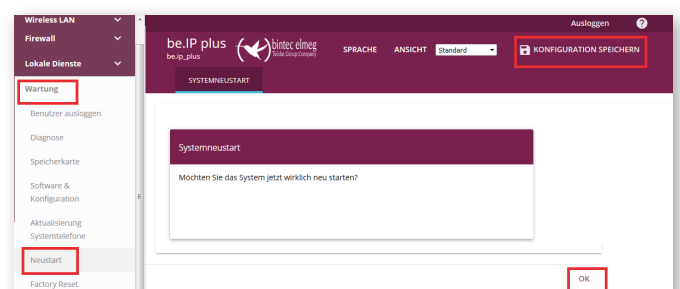 Wireless LAN
Firewall
Lokale Dienste
Wartung
Benutzer ausloggen
Diagnose
Speicherkarte
Software &
Konfiguration
Aktualisierung
Systemtelefone
Neustart
Factory Reset
Ausloggen ?
be.IP plus
be.ip_plus
bintec elmeg
Teldat Group Company
SPRACHE ANSICHT Standard KONFIGURATION SPEICHERN
SYSTEMNEUSTART
Systemneustart
Möchten Sie das System jetzt wirklich neu starten?
OK